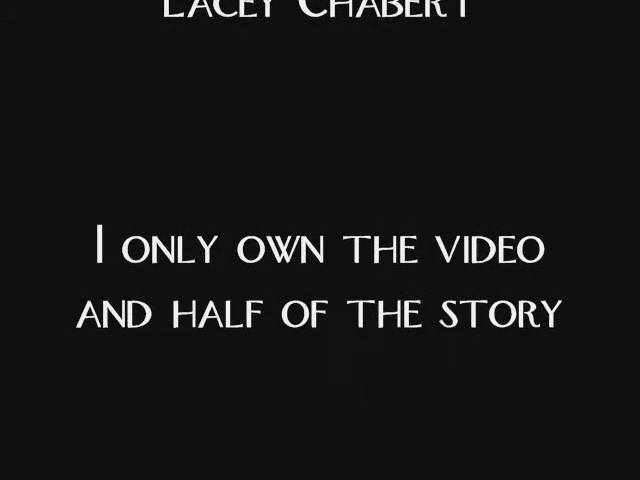 Lacey Chabert
I only own the video
and half of the story